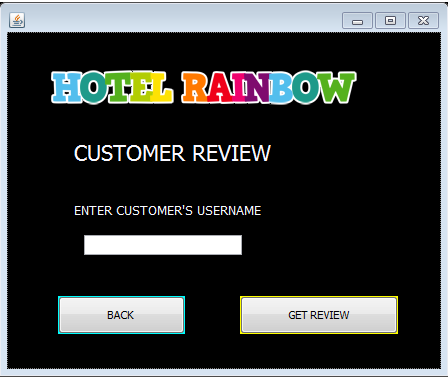 HOTEL RAINBOW
CUSTOMER REVIEW
ENTER CUSTOMER'S USERNAME
BACK
GET REVIEW